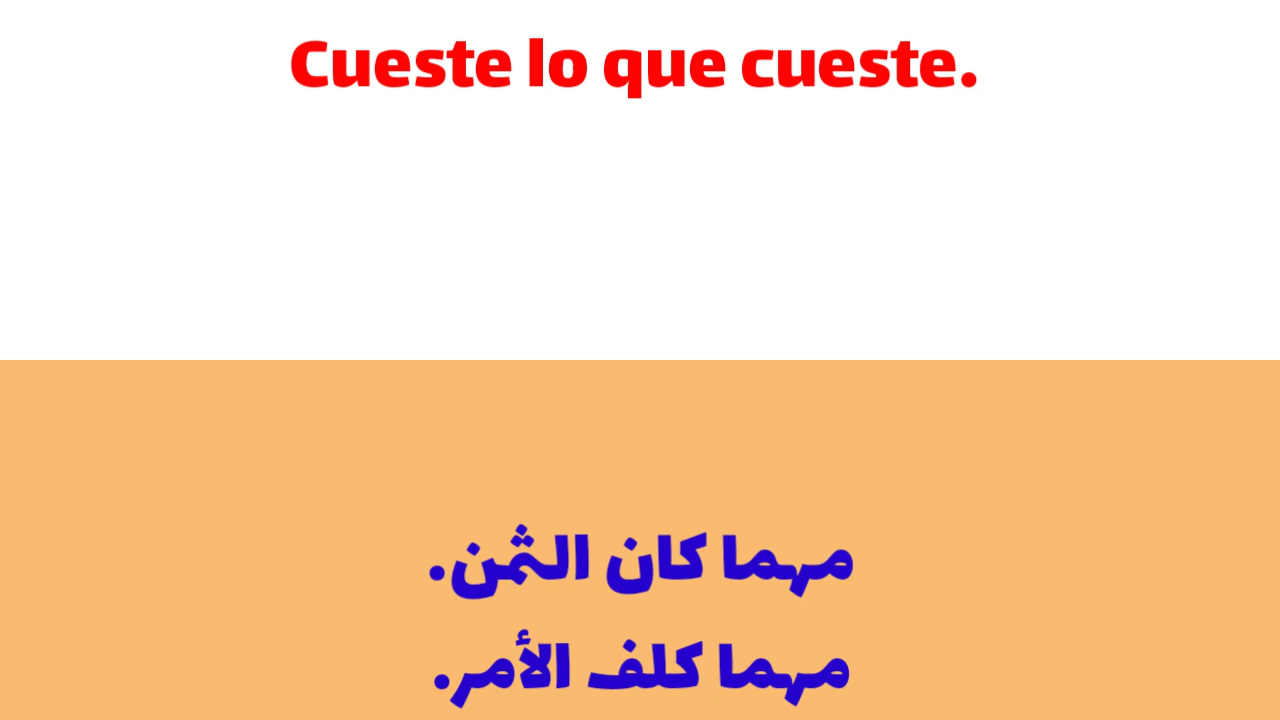 Cueste lo que cueste.
مهما كان الثمن.
مهما كلف الأمر.